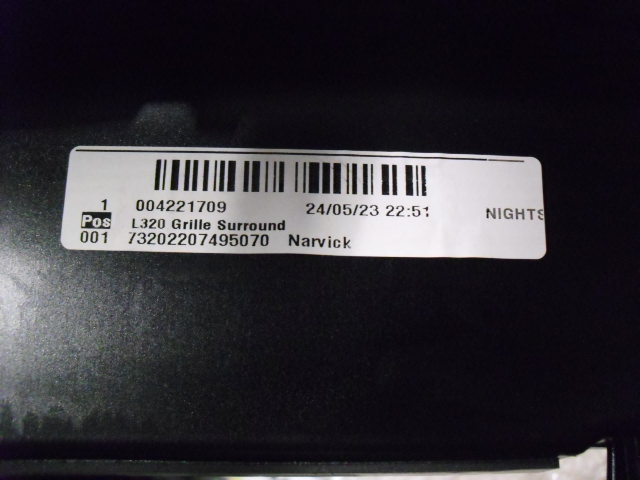 1 004221709 24/05/23 22:51 NIGHTS
Pos L320 Grille Surround
001 73202207495070 Narvick